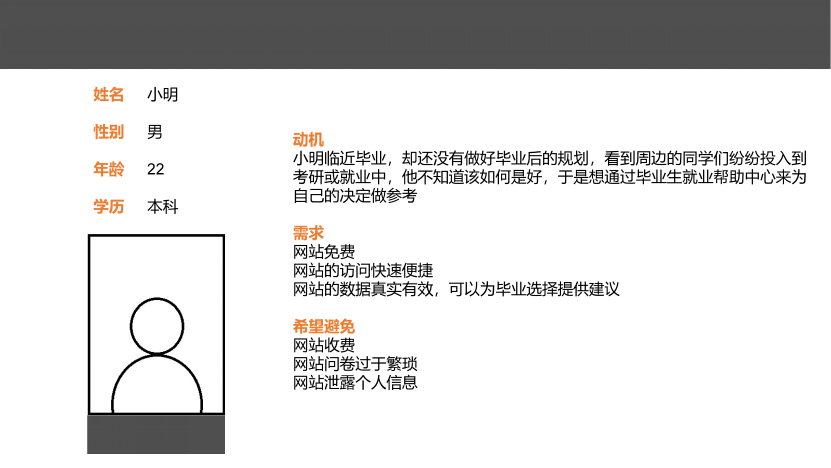 姓名 小明
性别 男
年龄 22
学历 本科
动机
小明临近毕业，却还没有做好毕业后的规划，看到周边的同学们纷纷投入到
考研或就业中，他不知道该如何是好，于是想通过毕业生就业帮助中心来为
自己的决定做参考
需求
网站免费
网站的访问快速便捷
网站的数据真实有效，可以为毕业选择提供建议
希望避免
网站收费
网站问卷过于繁琐
网站泄露个人信息